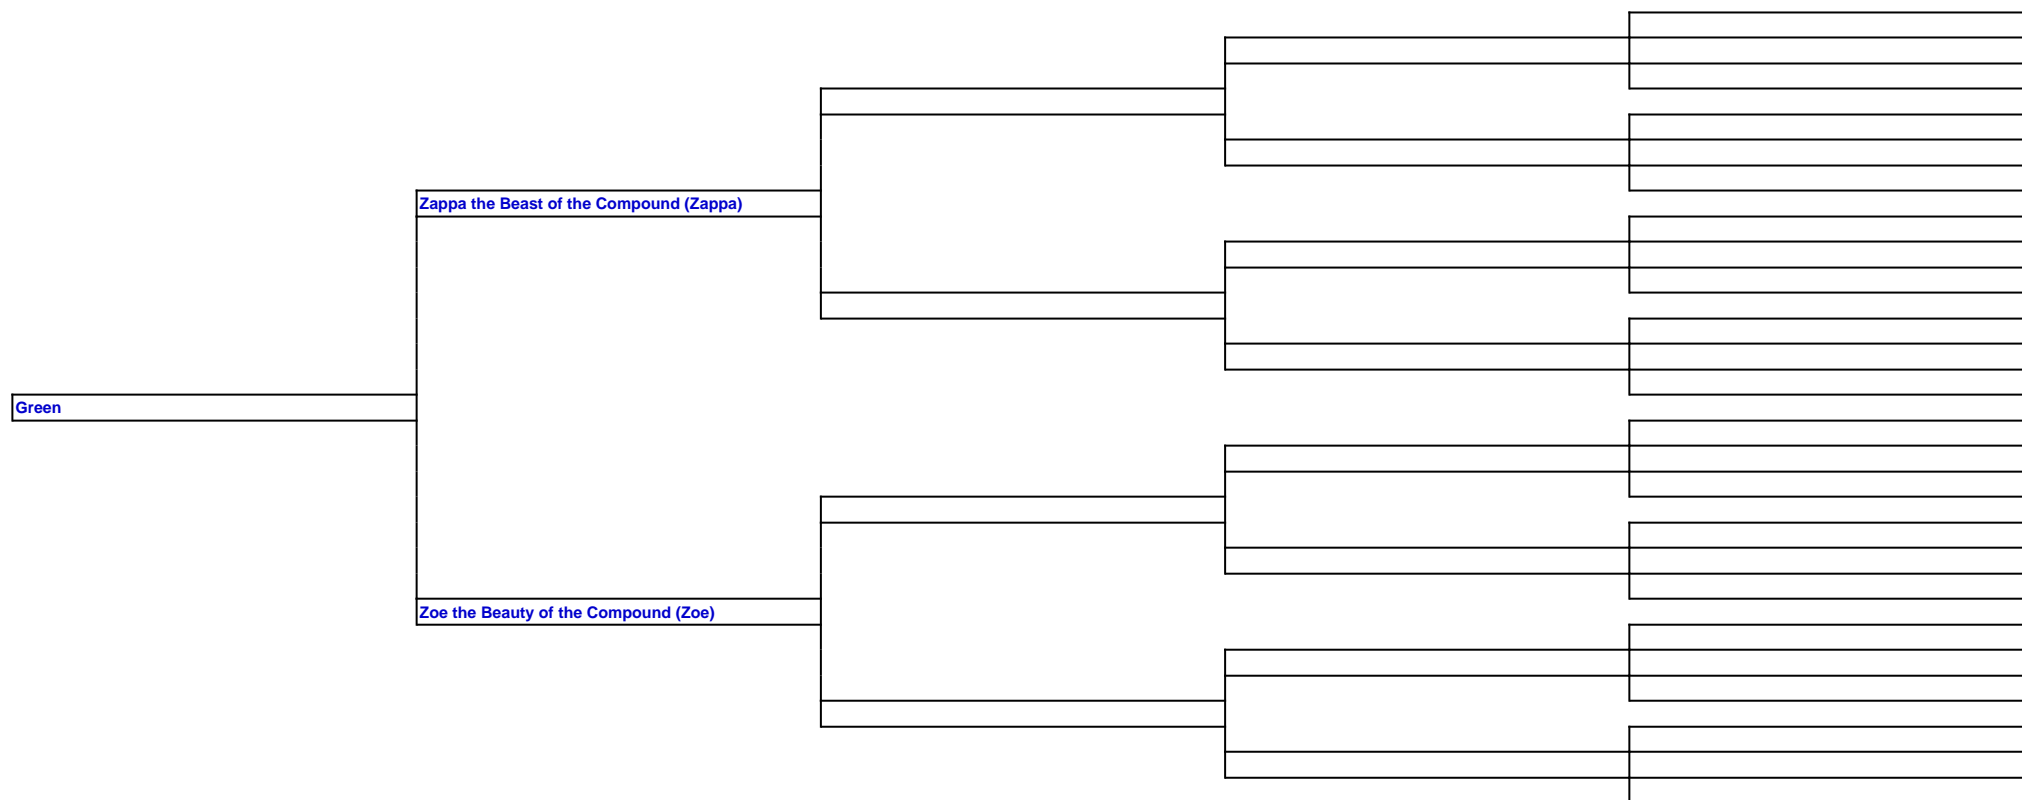 Zappa the Beast of the Compound (Zappa)
Green
Zoe the Beauty of the Compound (Zoe)